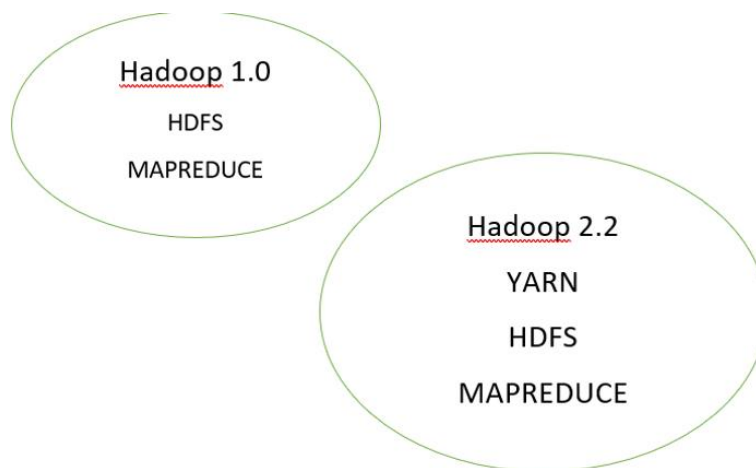 Hadoop 1.0
HDFS
MAPREDUCE
Hadoop 2.2
YARN
HDFS
MAPREDUCE